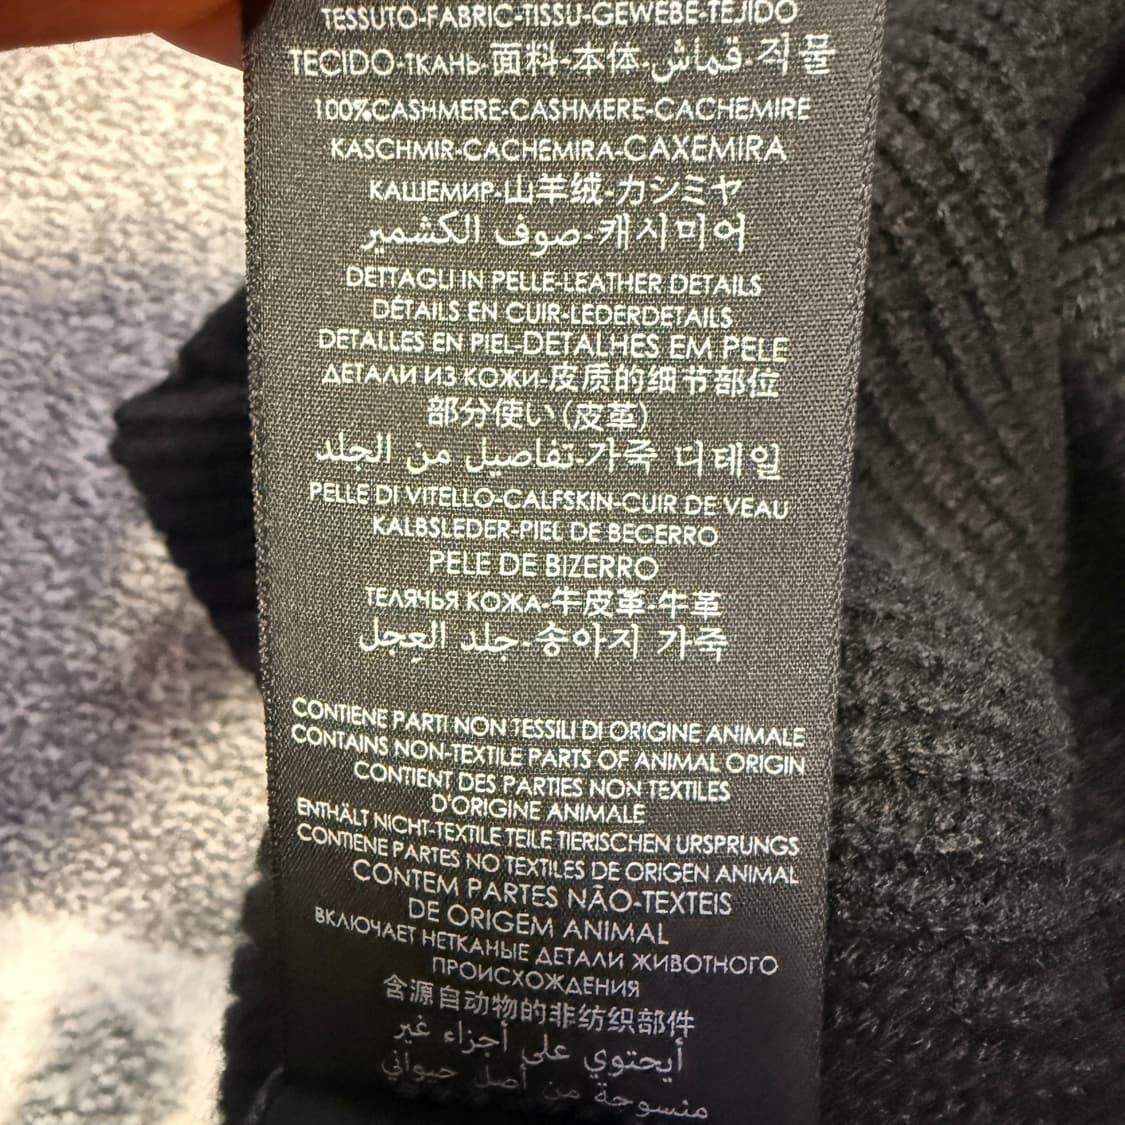 TESSUTO-FABRIC-TISSU-GEWEBE-TEJIDO
TECIDO-ТКАНЬ-面料-本体-قماش-직물
100%CASHMERE-CASHMERE-CACHEMIRE
KASCHMIR-CACHEMIRA-CAXEMIRA
КАШЕМИР-山羊绒-カシミヤ
صوف الكشمير-캐시미어
DETTAGLI IN PELLE-LEATHER DETAILS
DÉTAILS EN CUIR-LEDERDETAILS
DETALLES EN PIEL-DETALHES EM PELE
ДЕТАЛИ ИЗ КОЖИ-皮质的细节部位
部分使い(皮革)
تفاصيل من الجلد-가죽 디테일
PELLE DI VITELLO-CALFSKIN-CUIR DE VEAU
KALBSLEDER-PIEL DE BECERRO
PELE DE BIZERRO
ТЕЛЯЧЬЯ КОЖА-牛皮革-牛革
جلد العِجل-송아지 가죽
CONTIENE PARTI NON TESSILI DI ORIGINE ANIMALE
CONTAINS NON-TEXTILE PARTS OF ANIMAL ORIGIN
CONTIENT DES PARTIES NON TEXTILES
D'ORIGINE ANIMALE
ENTHÄLT NICHT-TEXTILE TEILE TIERISCHEN URSPRUNGS
CONTIENE PARTES NO TEXTILES DE ORIGEN ANIMAL
CONTEM PARTES NÃO-TEXTEIS
DE ORIGEM ANIMAL
ВКЛЮЧАЕТ НЕТКАНЫЕ ДЕТАЛИ ЖИВОТНОГО
ПРОИСХОЖДЕНИЯ
含源自动物的非纺织部件
أيحتوي على أجزاء غير
منسوجة من أصل حيواني